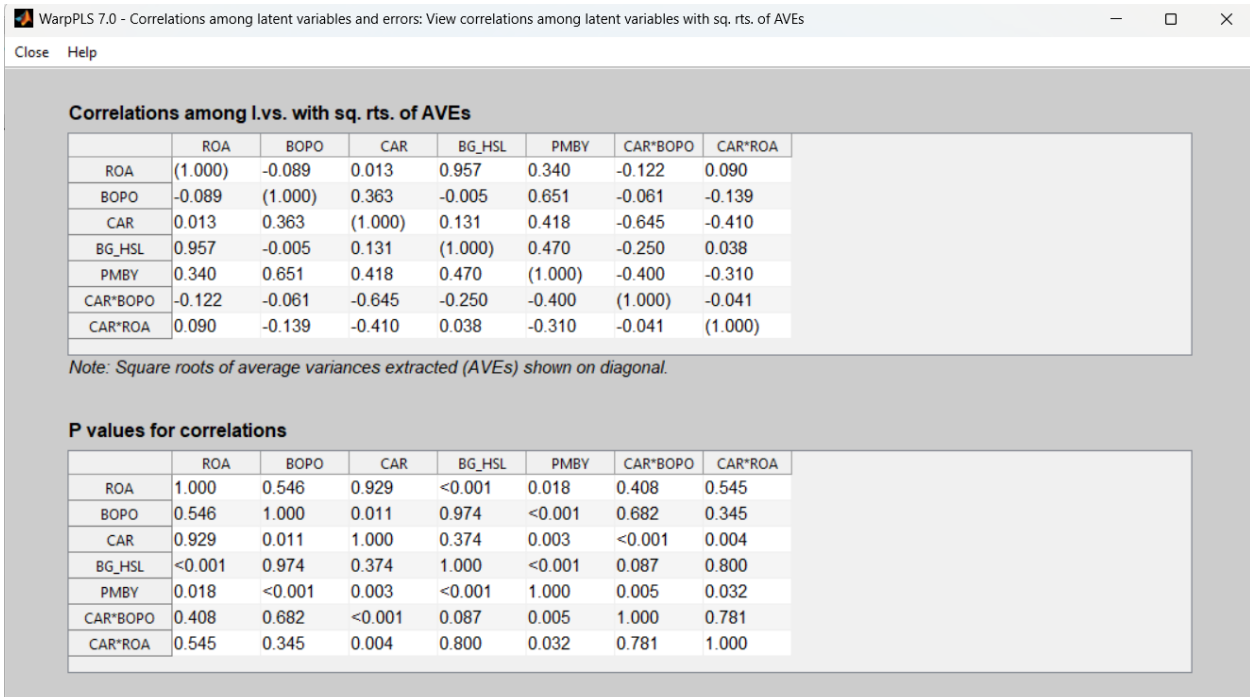 WarpPLS 7.0 - Correlations among latent variables and errors: View correlations among latent variables with sq. rts. of AVEs
Close Help
Correlations among l.vs. with sq. rts. of AVEs
ROA BOPO CAR BG_HSL PMBY CAR*BOPO CAR*ROA
ROA (1.000) -0.089 0.013 0.957 0.340 -0.122 0.090
BOPO -0.089 (1.000) 0.363 -0.005 0.651 -0.061 -0.139
CAR 0.013 0.363 (1.000) 0.131 0.418 -0.645 -0.410
BG_HSL 0.957 -0.005 0.131 (1.000) 0.470 -0.250 0.038
PMBY 0.340 0.651 0.418 0.470 (1.000) -0.400 -0.310
CAR*BOPO -0.122 -0.061 -0.645 -0.250 -0.400 (1.000) -0.041
CAR*ROA 0.090 -0.139 -0.410 0.038 -0.310 -0.041 (1.000)
Note: Square roots of average variances extracted (AVEs) shown on diagonal.
P values for correlations
ROA BOPO CAR BG_HSL PMBY CAR*BOPO CAR*ROA
ROA 1.000 0.546 0.929 <0.001 0.018 0.408 0.545
BOPO 0.546 1.000 0.011 0.974 <0.001 0.682 0.345
CAR 0.929 0.011 1.000 0.374 0.003 <0.001 0.004
BG_HSL <0.001 0.974 0.374 1.000 <0.001 0.087 0.800
PMBY 0.018 <0.001 0.003 <0.001 1.000 0.005 0.032
CAR*BOPO 0.408 0.682 <0.001 0.087 0.005 1.000 0.781
CAR*ROA 0.545 0.345 0.004 0.800 0.032 0.781 1.000